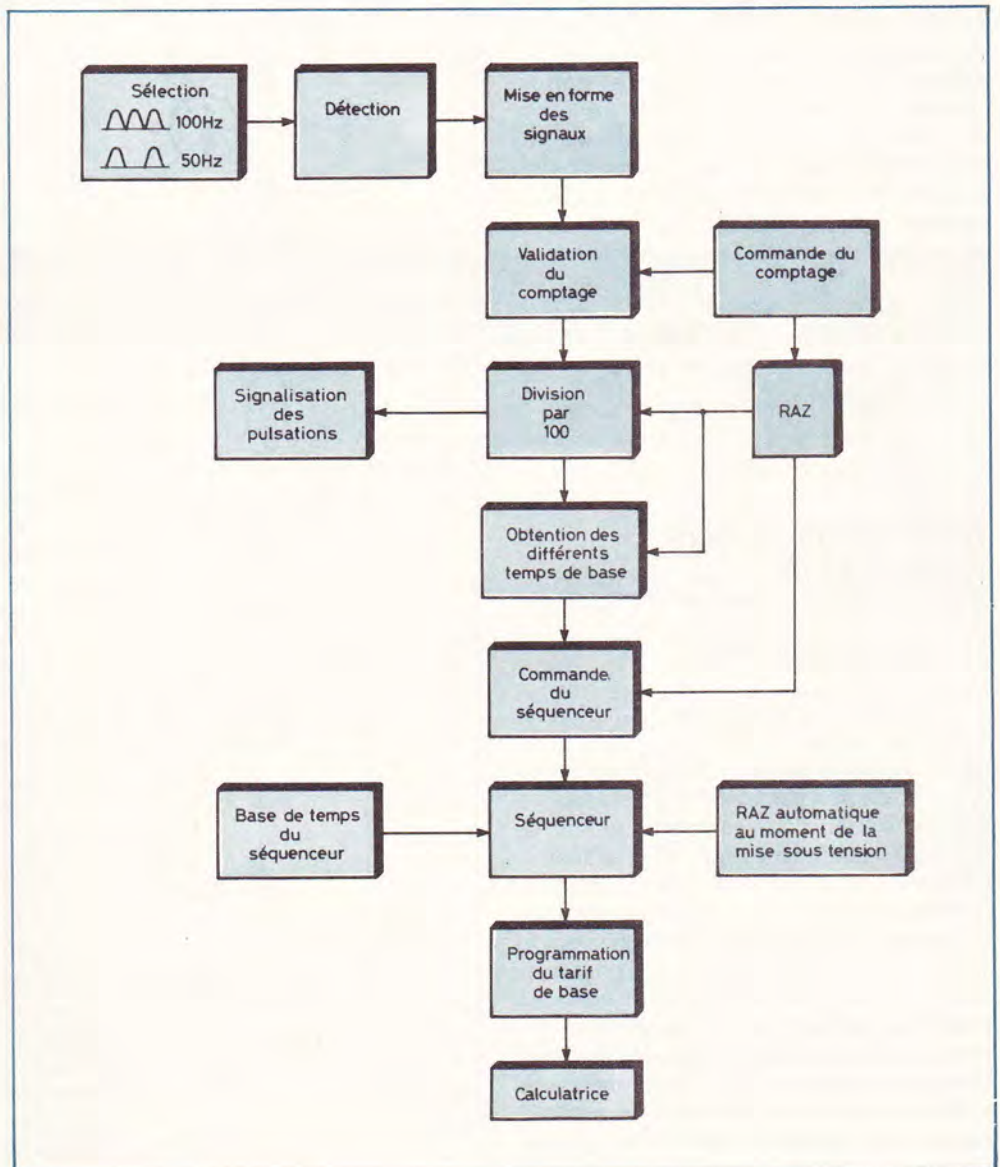 Sélection
100Hz
50Hz
Détection
Mise en forme
des
signaux
Validation
du
comptage
Commande du
comptage
Signalisation
des
pulsations
Division
par
100
RAZ
Obtention des
différents
temps de base
Commande
du
séquenceur
Base de temps
du
séquenceur
Séquenceur
RAZ automatique
au moment de la
mise sous tension
Programmation
du tarif
de base
Calculatrice